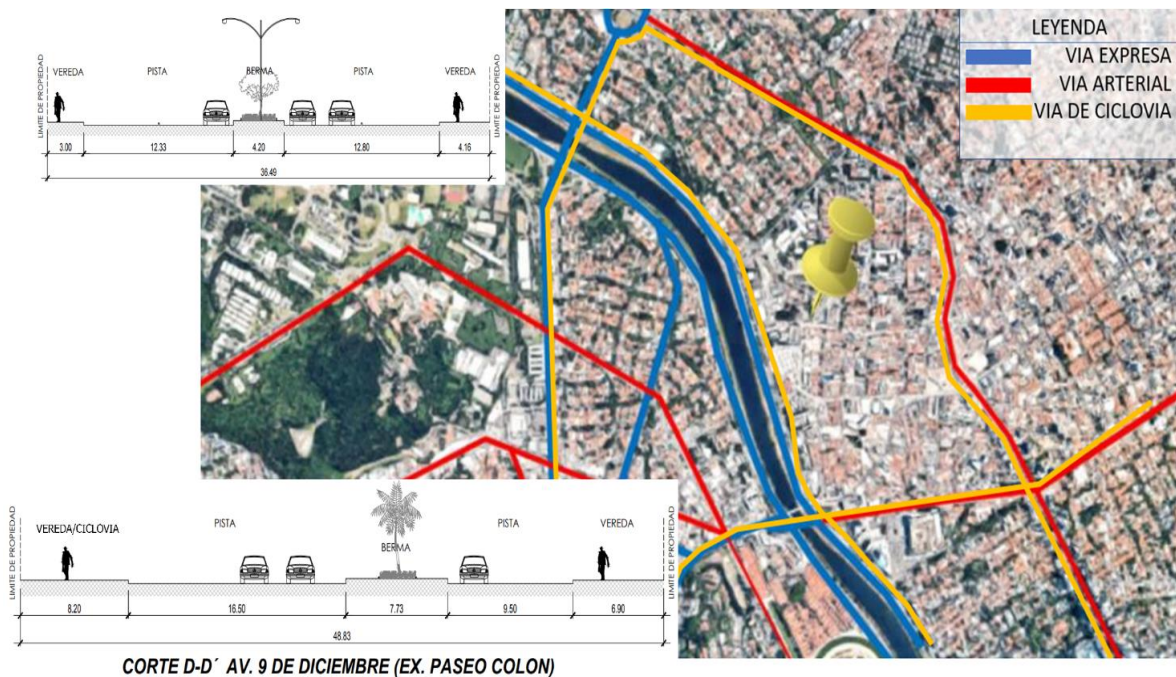 LEYENDA
VIA EXPRESA
VIA ARTERIAL
VIA DE CICLOVIA
LIMITE DE PROPIEDAD
VEREDA
PISTA
BERMA
PISTA
VEREDA
LIMITE DE PROPIEDAD
3.00
12.33
4.20
12.80
4.16
36.49
LIMITE DE PROPIEDAD
VEREDA/CICLOVIA
PISTA
BERMA
PISTA
VEREDA
LIMITE DE PROPIEDAD
8.20
16.50
7.73
9.50
6.90
48.83
CORTE D-D´ AV. 9 DE DICIEMBRE (EX. PASEO COLON)